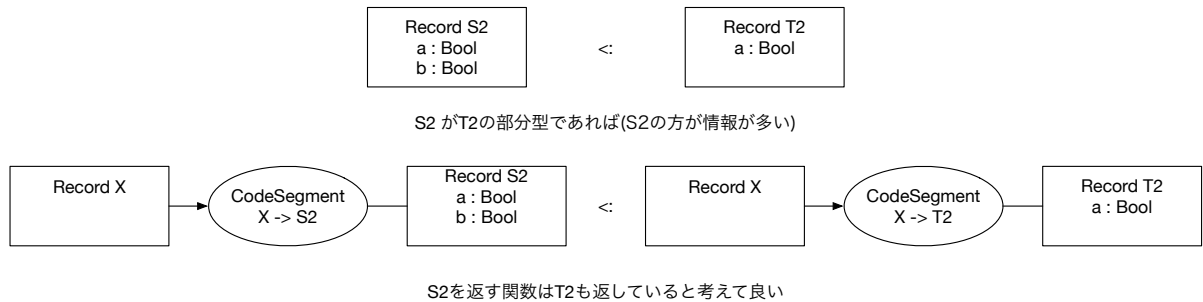 Record S2
a : Bool
b : Bool
<:
Record T2
a : Bool
S2 がT2の部分型であれば(S2の方が情報が多い)
Record X
CodeSegment
X -> S2
Record S2
a : Bool
b : Bool
<:
Record X
CodeSegment
X -> T2
Record T2
a : Bool
S2を返す関数はT2も返していると考えて良い